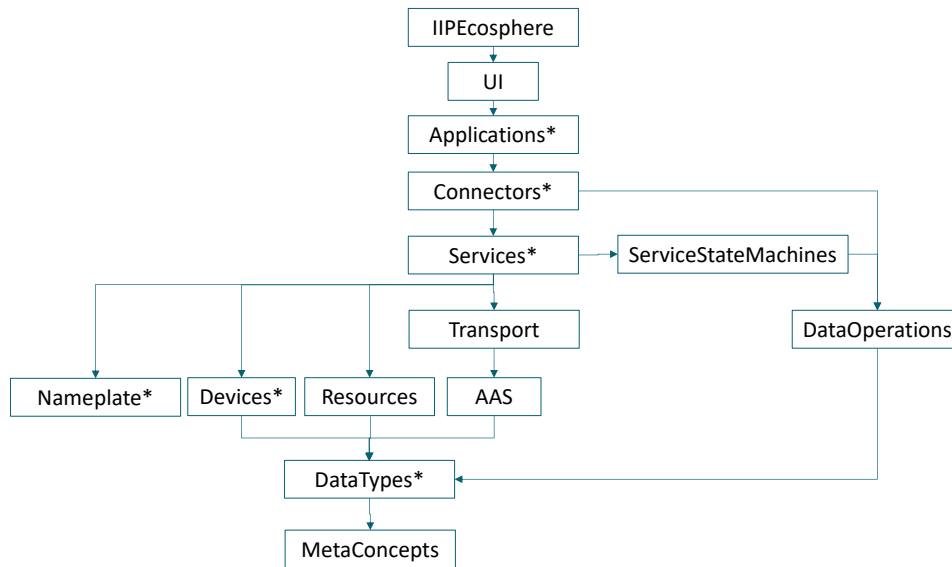 IIPEcosphere
UI
Applications*
Connectors*
Services*
ServiceStateMachines
Transport
DataOperations
Nameplate*
Devices*
Resources
AAS
DataTypes*
MetaConcepts